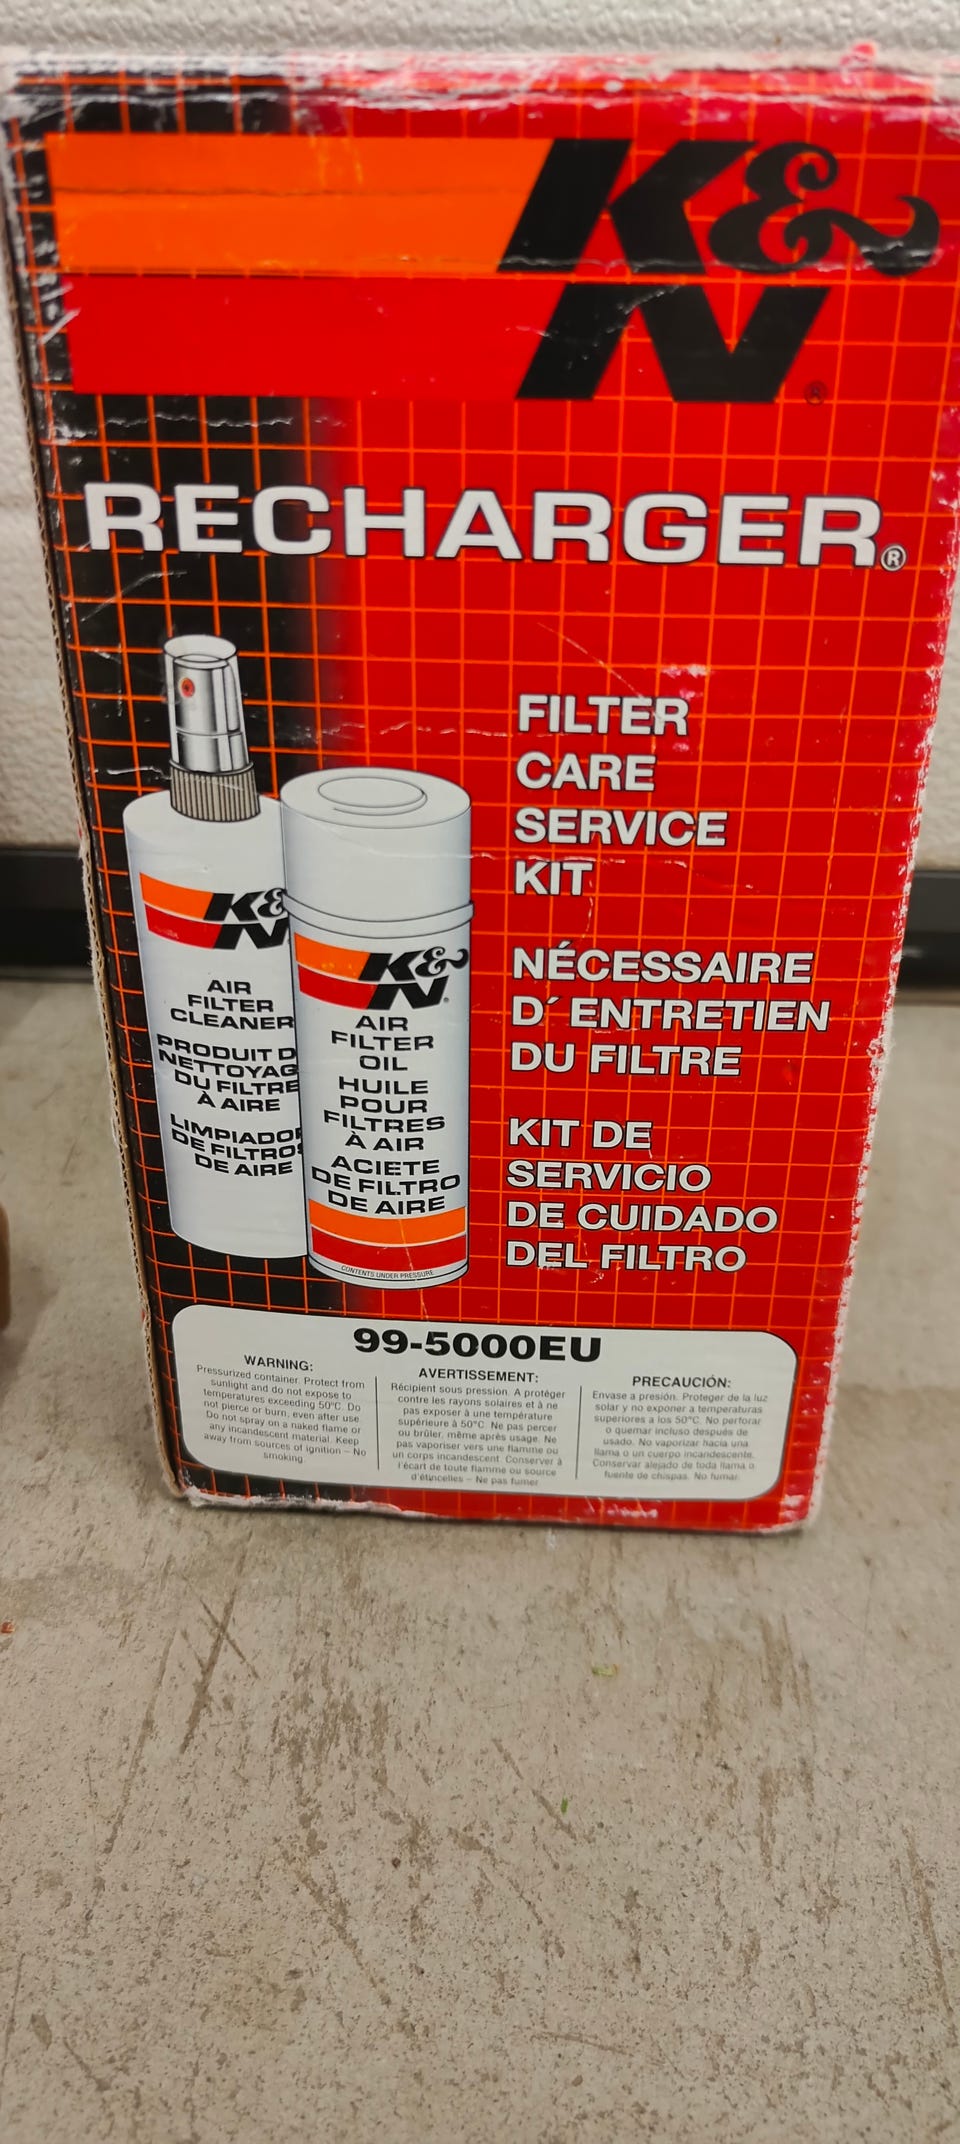 K&N®
RECHARGER®
FILTER
CARE
SERVICE
KIT
NÉCESSAIRE
D´ ENTRETIEN
DU FILTRE
KIT DE
SERVICIO
DE CUIDADO
DEL FILTRO
K&N
AIR
FILTER
CLEANER
PRODUIT D
NETTOYAG
DU FILTRE
À AIRE
LIMPIADOR
DE FILTROS
DE AIRE
K&N®
AIR
FILTER
OIL
HUILE
POUR
FILTRES
À AIR
ACIETE
DE FILTRO
DE AIRE
CONTENTS UNDER PRESSURE
99-5000EU
WARNING:
Pressurized container. Protect from
sunlight and do not expose to
temperatures exceeding 50°C. Do
not pierce or burn, even after use.
Do not spray on a naked flame or
any incandescent material. Keep
away from sources of ignition – No
smoking.
AVERTISSEMENT:
Récipient sous pression. A protéger
contre les rayons solaires et à ne
pas exposer à une température
supérieure à 50°C. Ne pas percer
ou brûler, même après usage. Ne
pas vaporiser vers une flamme ou
un corps incandescent. Conserver à
l'écart de toute flamme ou source
d'étincelles – Ne pas fumer.
PRECAUCIÓN:
Envase a presión. Proteger de la luz
solar y no exponer a temperaturas
superiores a los 50°C. No perforar
o quemar incluso después de
usado. No vaporizar hacia una
llama o un cuerpo incandescente.
Conservar alejado de toda llama o
fuente de chispas. No fumar.